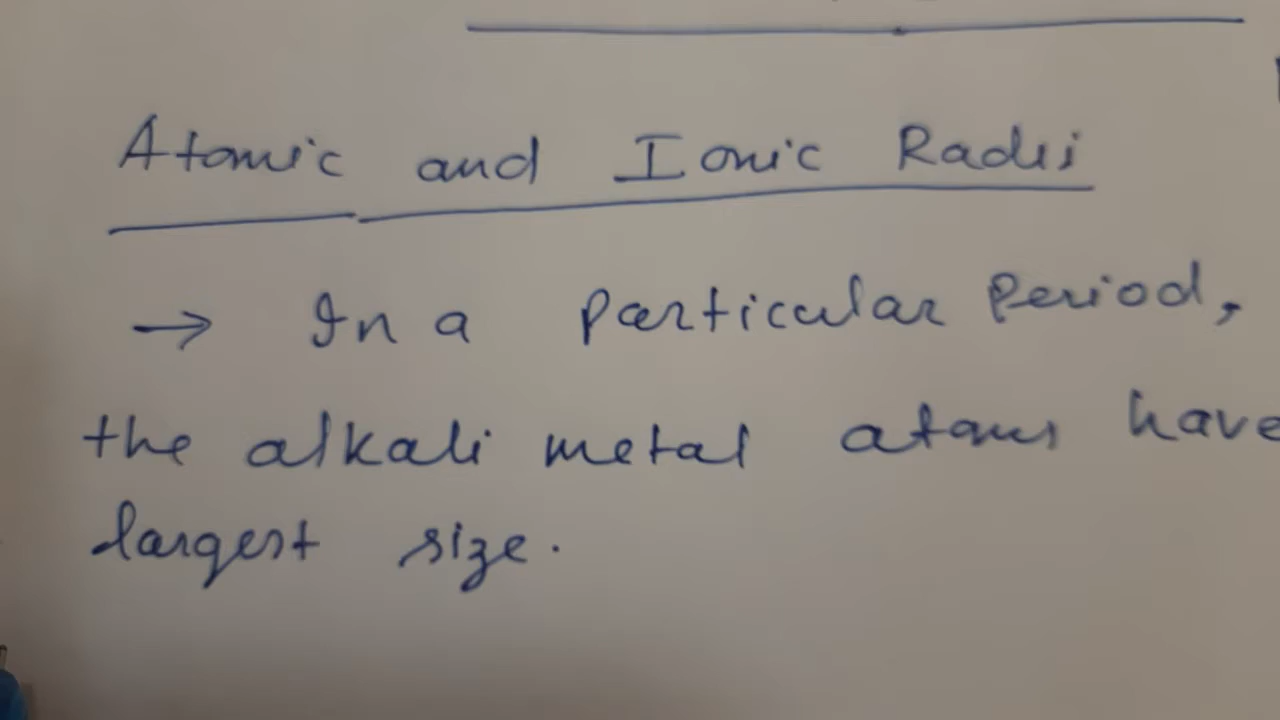 Atomic and Ionic Radii
→ In a particular period,
the alkali metal atoms have
largest size.